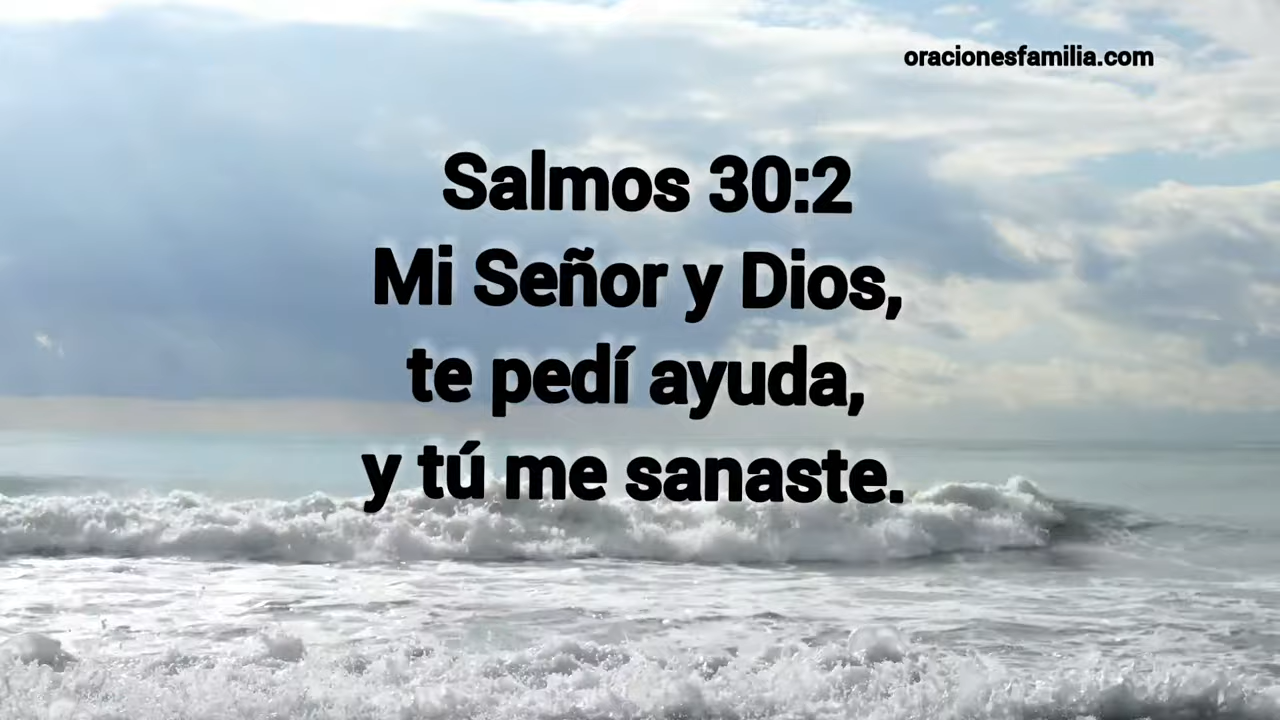 oracionesfamilia.com
Salmos 30:2
Mi Señor y Dios,
te pedí ayuda,
y tú me sanaste.